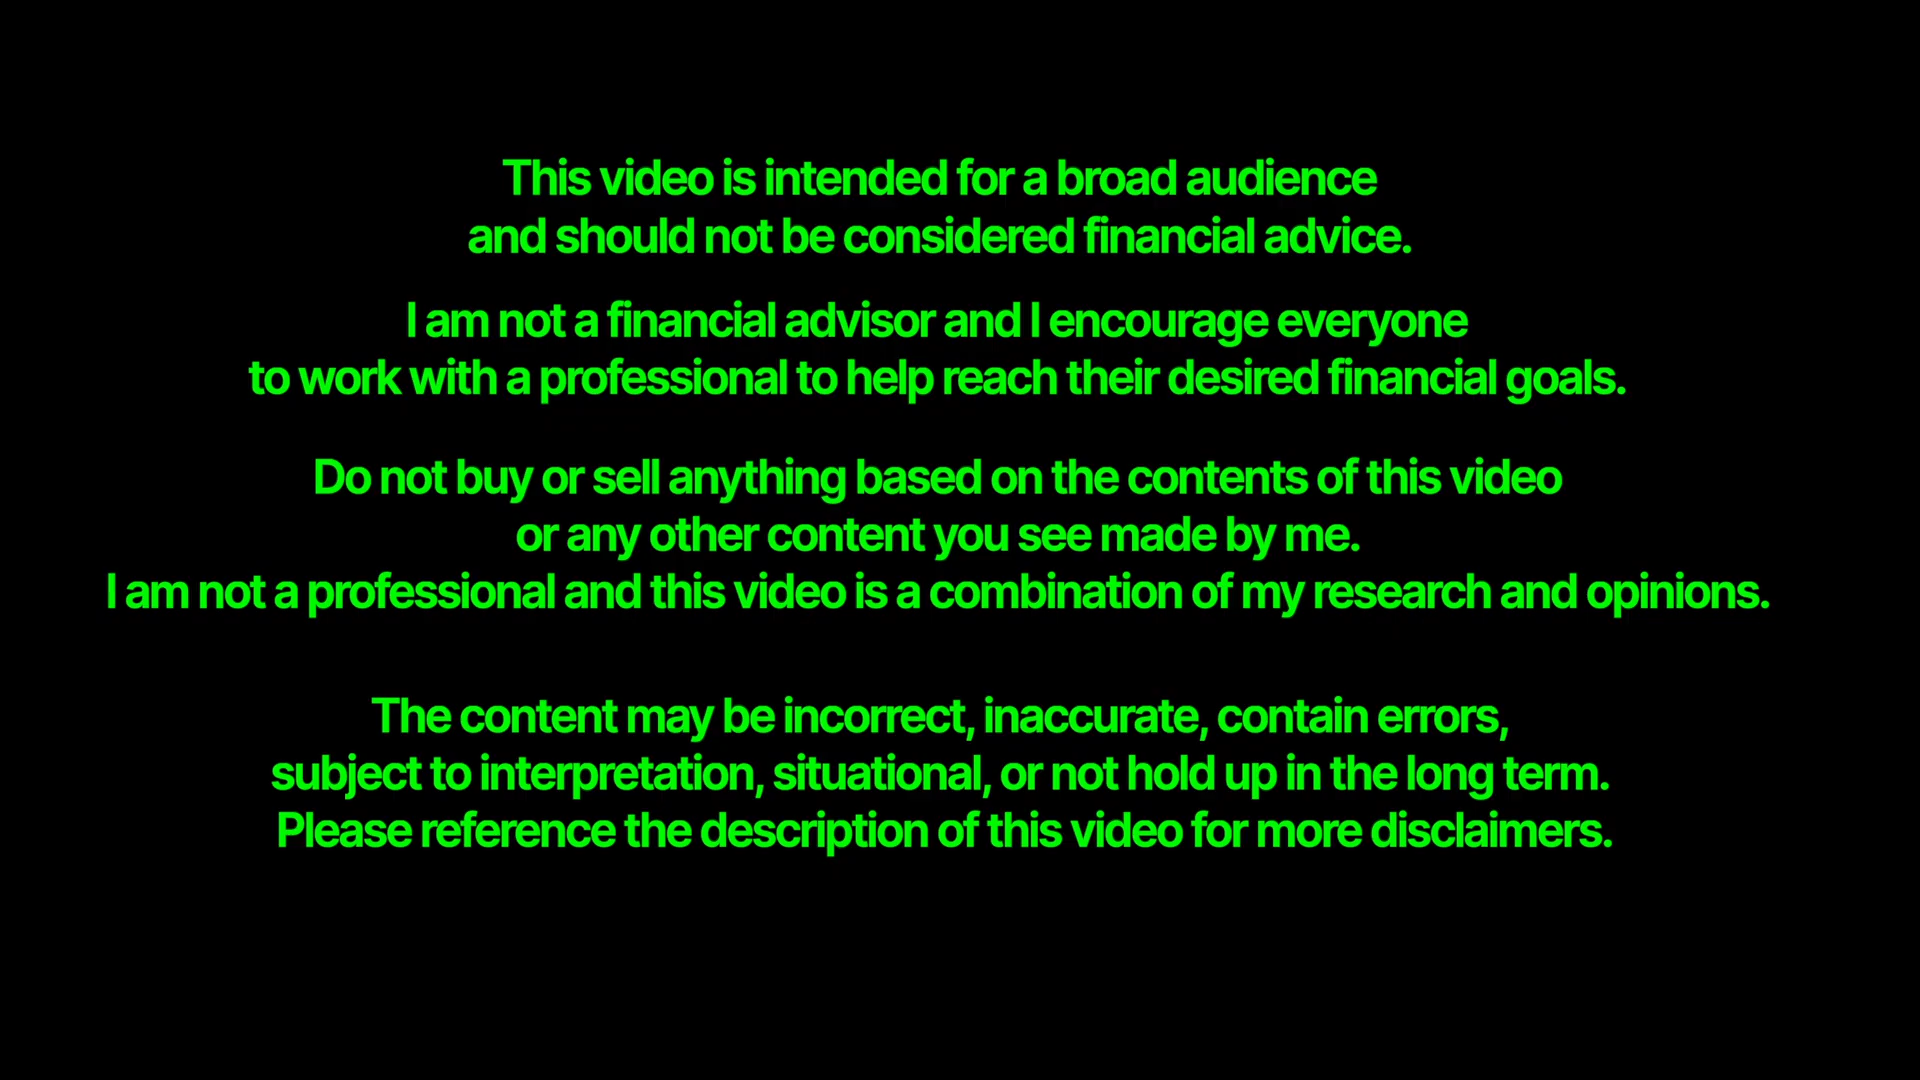 This video is intended for a broad audience
and should not be considered financial advice.
I am not a financial advisor and I encourage everyone
to work with a professional to help reach their desired financial goals.
Do not buy or sell anything based on the contents of this video
or any other content you see made by me.
I am not a professional and this video is a combination of my research and opinions.
The content may be incorrect, inaccurate, contain errors,
subject to interpretation, situational, or not hold up in the long term.
Please reference the description of this video for more disclaimers.